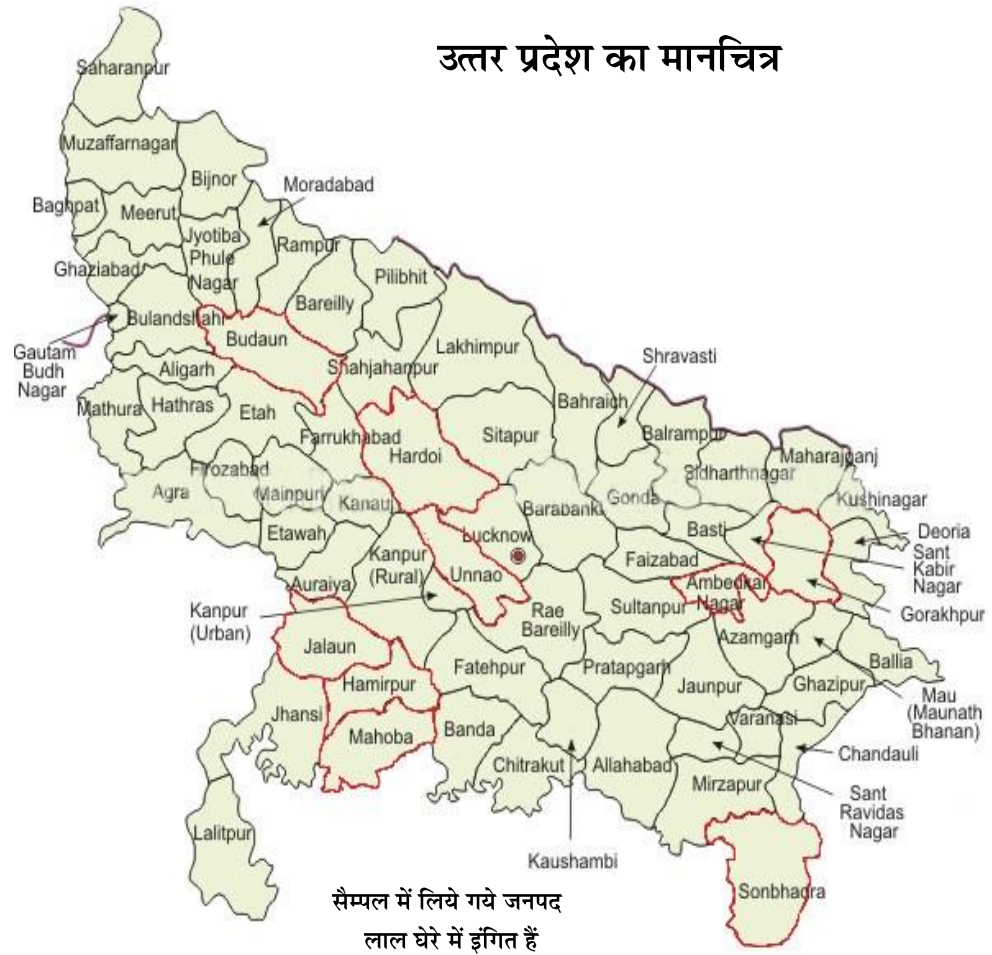 उत्तर प्रदेश का मानचित्र
Saharanpur
Muzaffarnagar
Bijnor
Moradabad
Baghpat
Meerut
Jyotiba
Phule
Nagar
Rampur
Ghaziabad
Pilibhit
Bareilly
Bulandshahr
Budaun
Gautam
Budh
Nagar
Lakhimpur
Shravasti
Aligarh
Shahjahanpur
Mathura
Hathras
Etah
Bahraich
Farrukhabad
Sitapur
Balrampur
Hardoi
Maharajganj
Firozabad
Sidharthnagar
Agra
Mainpuri
Kanauj
Gonda
Kushinagar
Barabanki
Etawah
Lucknow
Basti
Deoria
Kanpur
(Rural)
Faizabad
Sant
Kabir
Nagar
Unnao
Auraiya
Ambedkar
Nagar
Kanpur
(Urban)
Rae
Bareilly
Sultanpur
Gorakhpur
Jalaun
Azamgarh
Fatehpur
Pratapgarh
Ballia
Hamirpur
Jaunpur
Ghazipur
Mau
(Maunath
Bhanan)
Jhansi
Mahoba
Banda
Varanasi
Chandauli
Chitrakut
Allahabad
Mirzapur
Sant
Ravidas
Nagar
Lalitpur
Kaushambi
Sonbhadra
सैम्पल में लिये गये जनपद
लाल घेरे में इंगित हैं